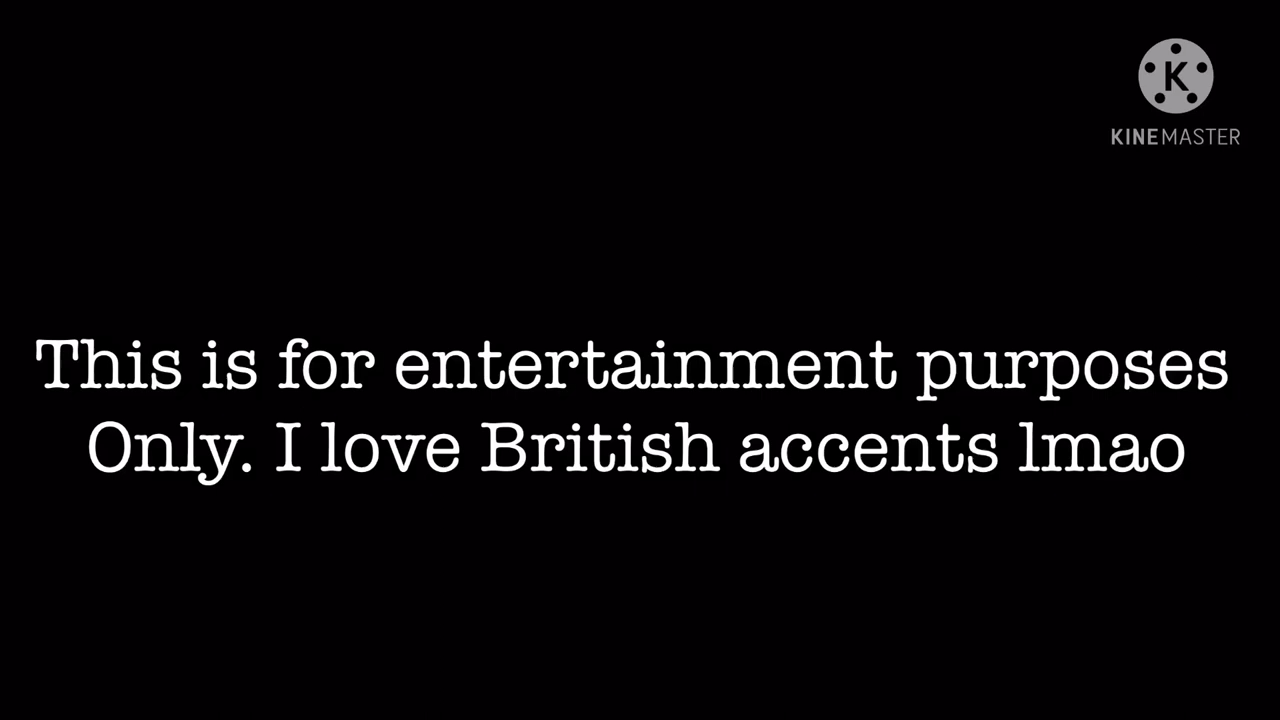 K
KINEMASTER
This is for entertainment purposes
Only. I love British accents lmao